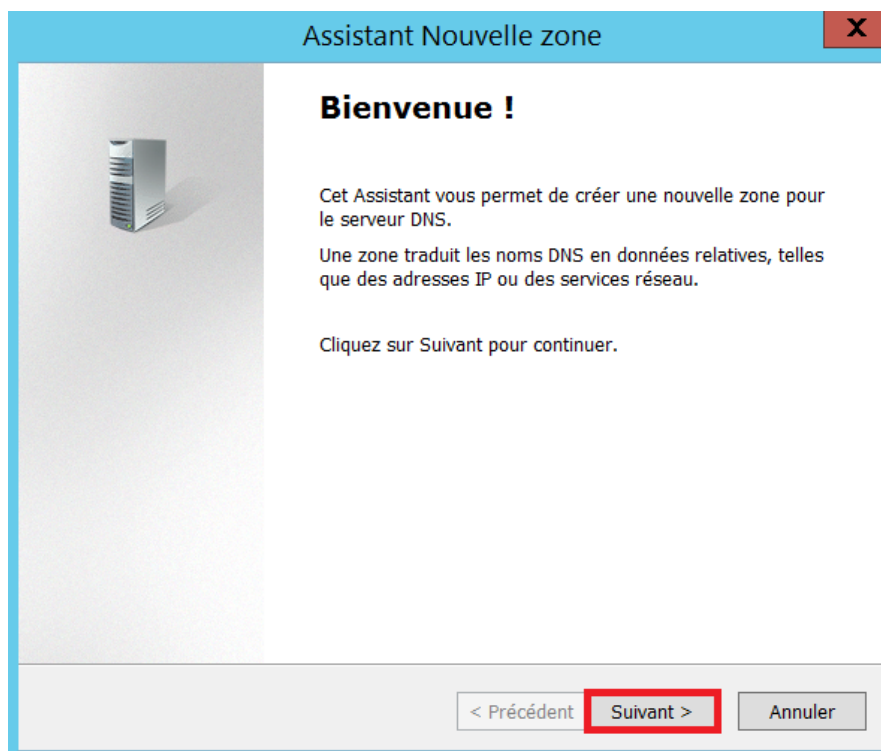 Assistant Nouvelle zone
X
Bienvenue !
Cet Assistant vous permet de créer une nouvelle zone pour
le serveur DNS.
Une zone traduit les noms DNS en données relatives, telles
que des adresses IP ou des services réseau.
Cliquez sur Suivant pour continuer.
< Précédent Suivant > Annuler